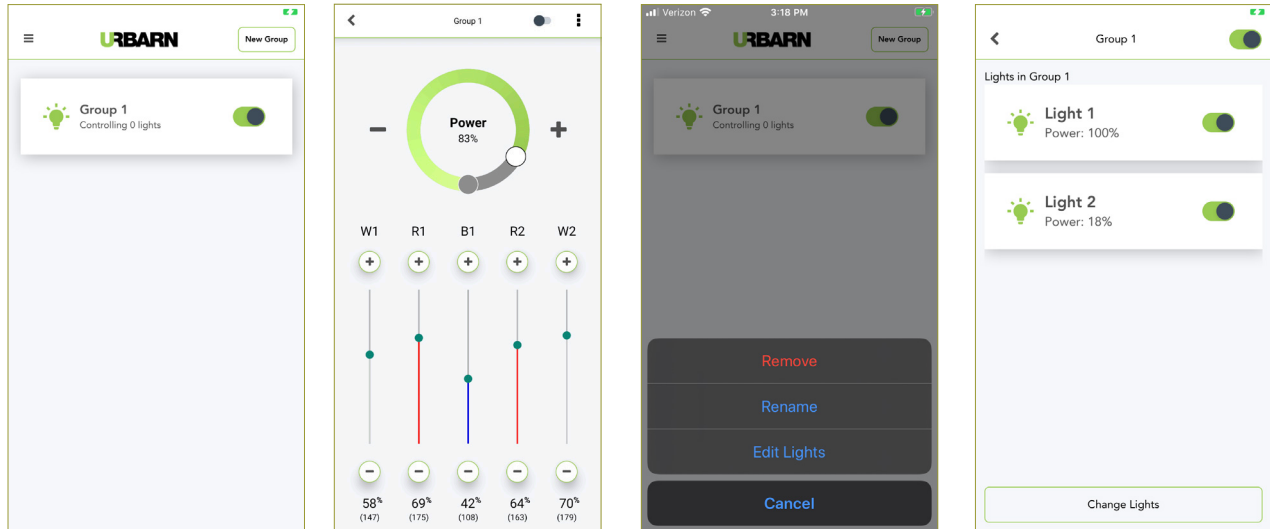 URBARN
New Group
Group 1
Controlling 0 lights
Group 1
Power
83%
W1 R1 B1 R2 W2
58% 69% 42% 64% 70%
(147) (175) (108) (163) (179)
Verizon 3:18 PM
URBARN
New Group
Group 1
Controlling 0 lights
Remove
Rename
Edit Lights
Cancel
Group 1
Lights in Group 1
Light 1
Power: 100%
Light 2
Power: 18%
Change Lights